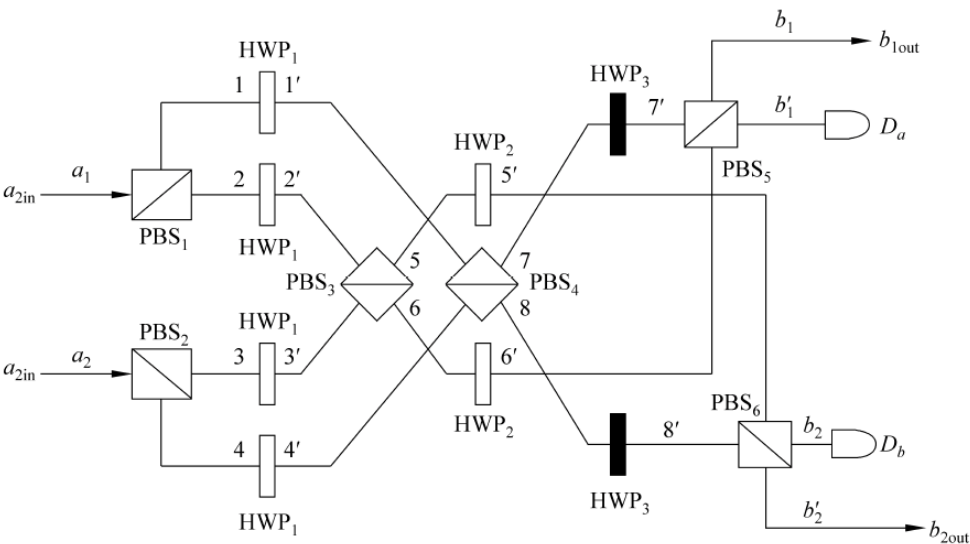 b₁
b₁out
HWP₁
HWP₃
1
1′
7′
b′₁
Dₐ
HWP₂
PBS₅
a₁
2
2′
5′
a₂in
PBS₁
HWP₁
5
7
PBS₃
PBS₄
6
8
HWP₁
PBS₂
a₂
3
3′
6′
a₂in
PBS₆
HWP₂
b₂
8′
D_b
4
4′
HWP₃
b′₂
HWP₁
b₂out